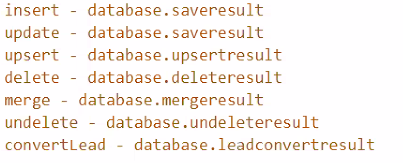 insert - database.saveresult
update - database.saveresult
upsert - database.upsertresult
delete - database.deleteresult
merge - database.mergeresult
undelete - database.undeleteresult
convertLead - database.leadconvertresult